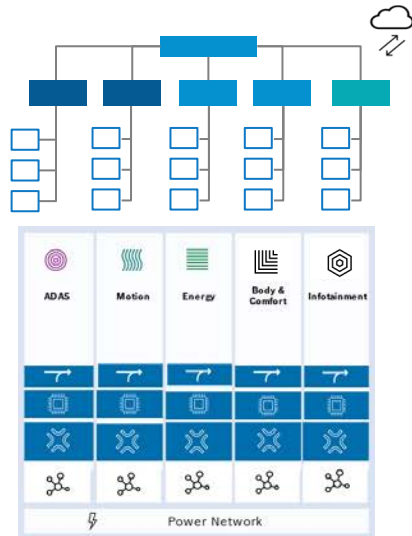 ADAS
Motion
Energy
Body &
Comfort
Infotainment
Power Network